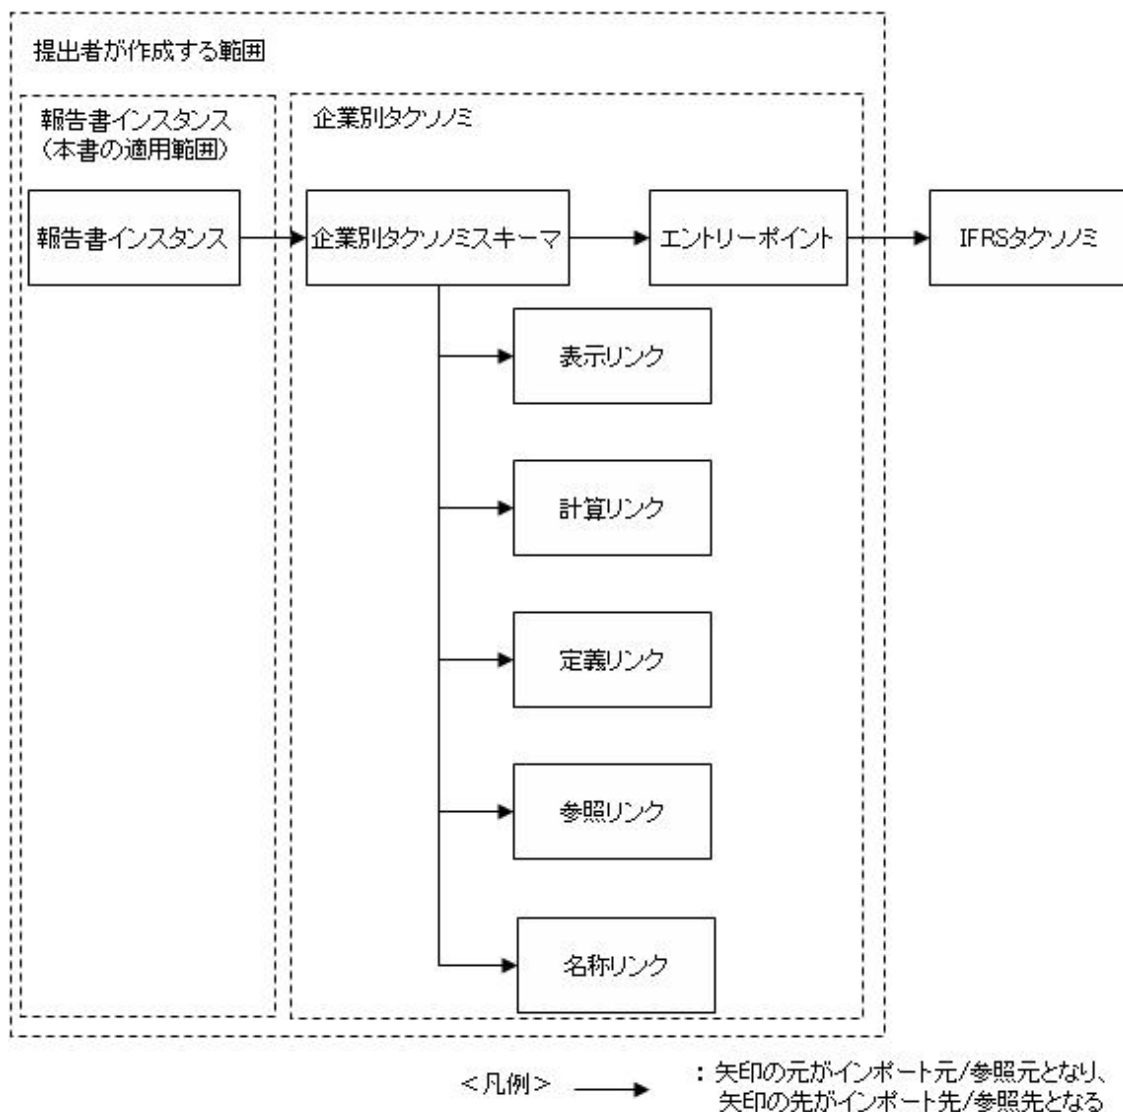 提出者が作成する範囲
報告書インスタンス
（本書の適用範囲）
企業別タクソノミ
報告書インスタンス
企業別タクソノミスキーマ
エントリーポイント
IFRSタクソノミ
表示リンク
計算リンク
定義リンク
参照リンク
名称リンク
＜凡例＞
：矢印の元がインポート元/参照元となり、
矢印の先がインポート先/参照先となる